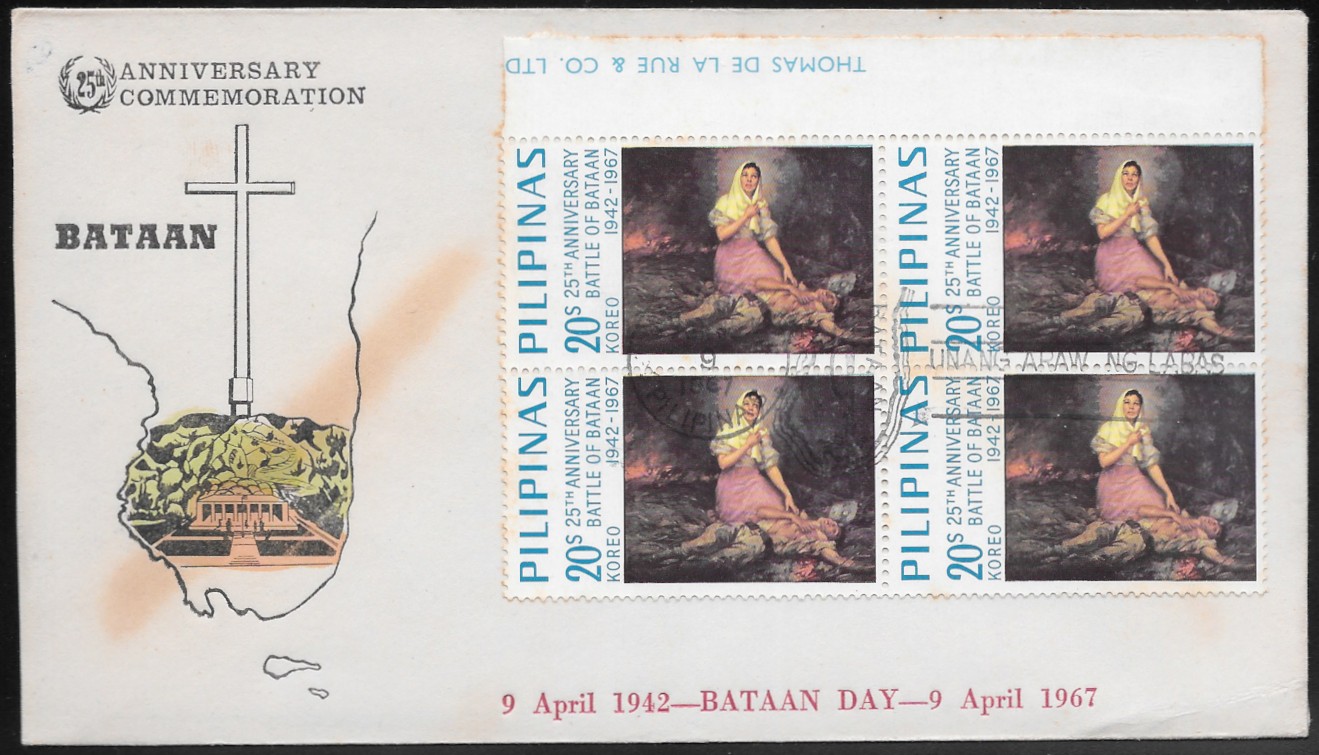 25th
ANNIVERSARY
COMMEMORATION
BATAAN
THOMAS DE LA RUE & CO. LTD
PILIPINAS
20s 25TH ANNIVERSARY
BATTLE OF BATAAN
KOREO 1942-1967
PILIPINAS
20s 25TH ANNIVERSARY
BATTLE OF BATAAN
KOREO 1942-1967
PILIPINAS
20s 25TH ANNIVERSARY
BATTLE OF BATAAN
KOREO 1942-1967
PILIPINAS
20s 25TH ANNIVERSARY
BATTLE OF BATAAN
KOREO 1942-1967
9
1967
PILIPINAS
UNANG ARAW NG LABAS
9 April 1942—BATAAN DAY—9 April 1967